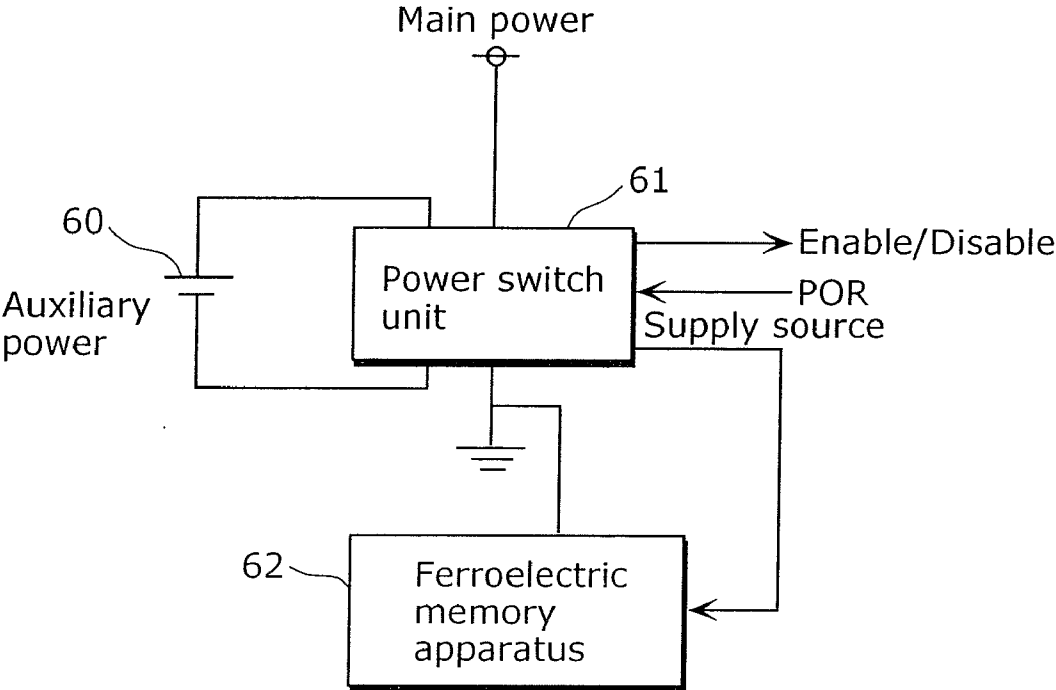 Main power
61
60
Enable/Disable
Power switch
unit
POR
Auxiliary
power
Supply source
62
Ferroelectric
memory
apparatus